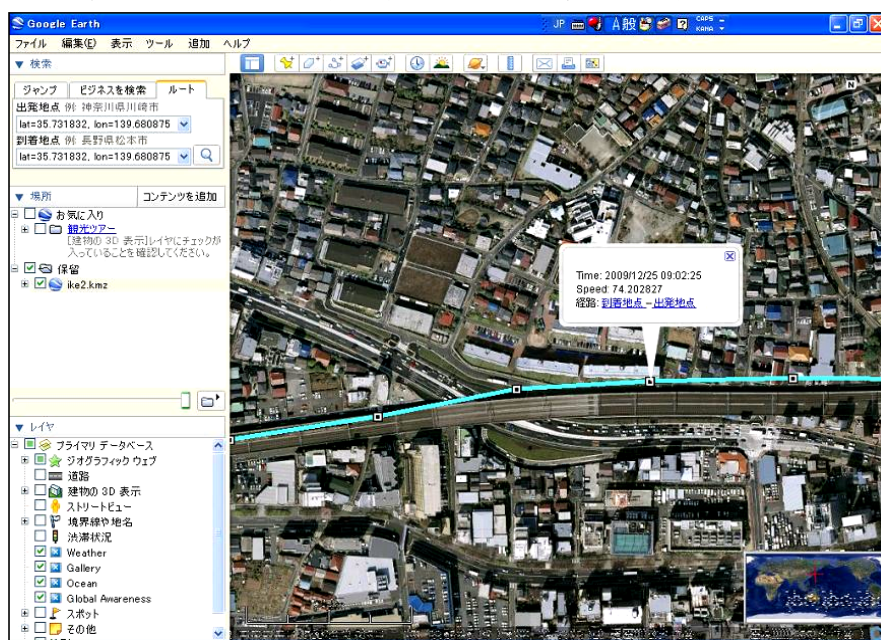 Google Earth
JP
A 般
CAPS
KANA
ファイル 編集(E) 表示 ツール 追加 ヘルプ
▼ 検索
ジャンプ ビジネスを検索 ルート
出発地点 例: 神奈川県川崎市
lat=35.731832, lon=139.680875
到着地点 例: 長野県松本市
lat=35.731832, lon=139.680875
▼ 場所 コンテンツを追加
お気に入り
観光ツアー
[建物の 3D 表示]レイヤにチェックが
入っていることを確認してください。
保留
ike2.kmz
▼ レイヤ
プライマリ データベース
ジオグラフィック ウェブ
道路
建物の 3D 表示
ストリートビュー
境界線や地名
渋滞状況
Weather
Gallery
Ocean
Global Awareness
スポット
その他
N
Time: 2009/12/25 09:02:25
Speed: 74.202827
経路: 到着地点 - 出発地点